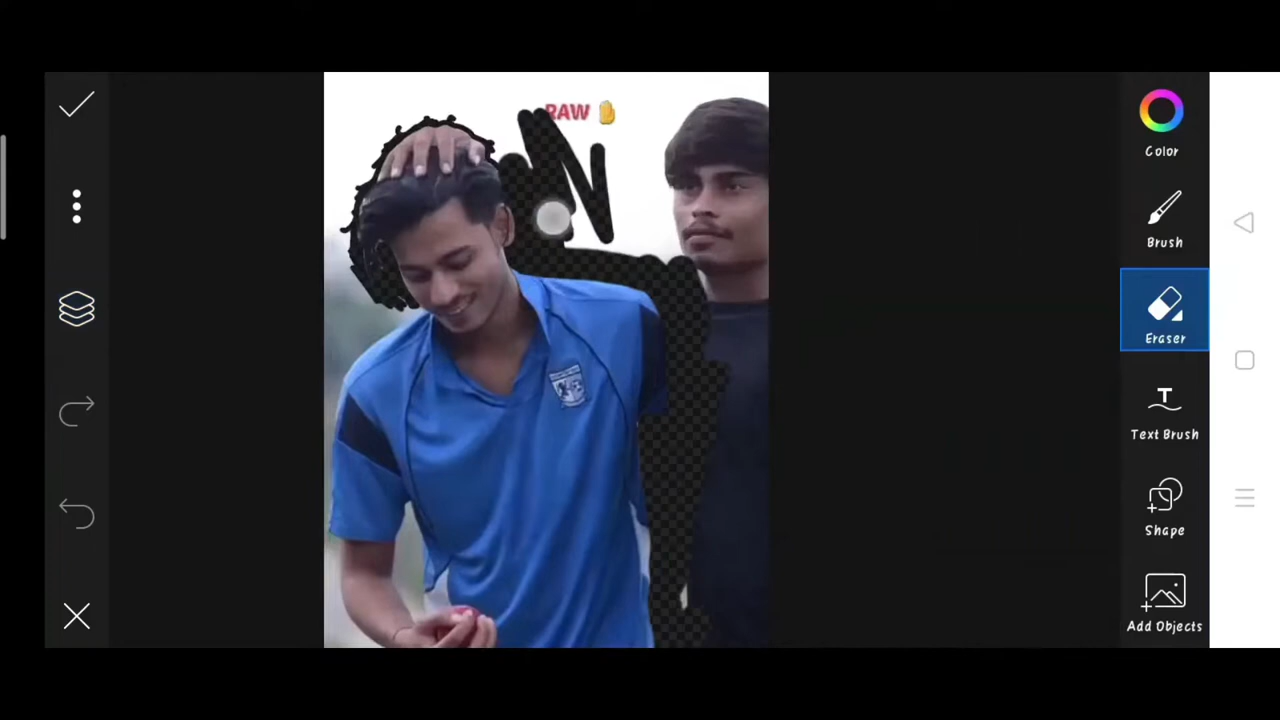 RAW ✋
Color
Brush
Eraser
Text Brush
Shape
Add Objects